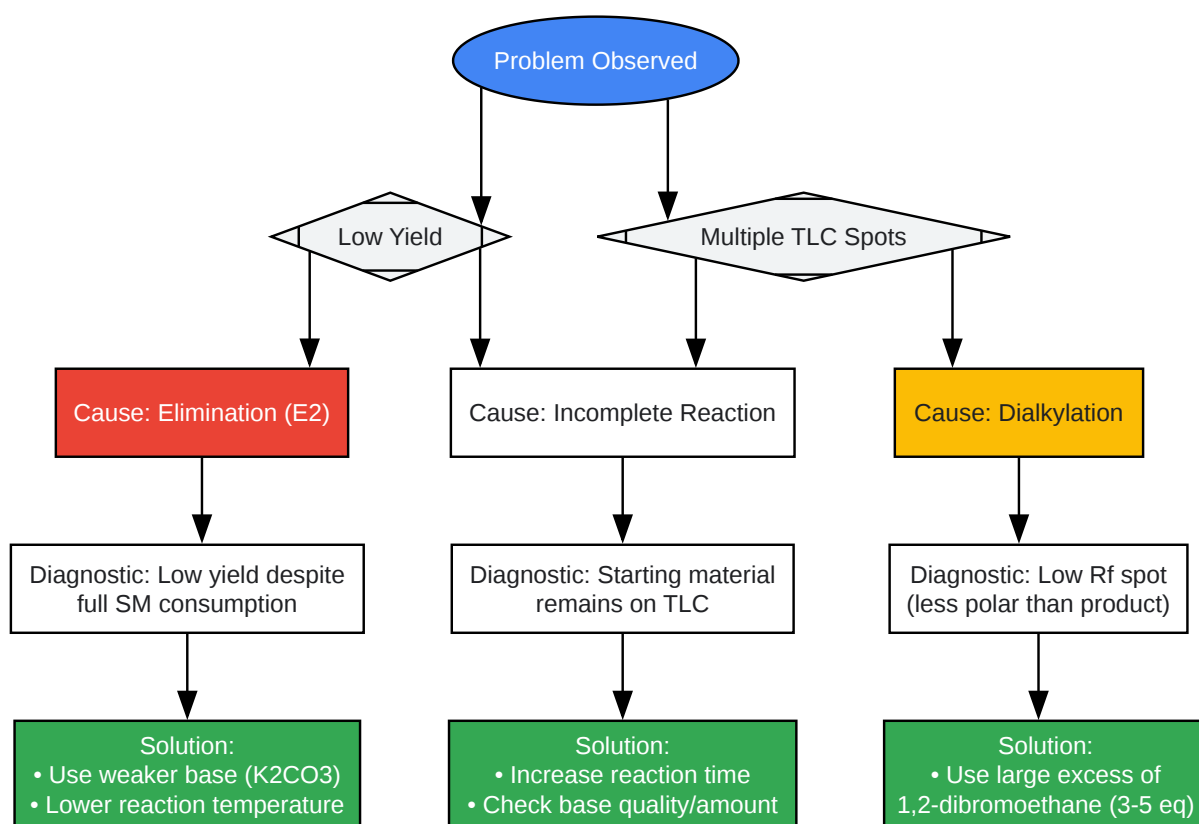 Problem Observed
Low Yield
Multiple TLC Spots
Cause: Elimination (E2)
Cause: Incomplete Reaction
Cause: Dialkylation
Diagnostic: Low yield despite
full SM consumption
Diagnostic: Starting material
remains on TLC
Diagnostic: Low Rf spot
(less polar than product)
Solution:
• Use weaker base (K2CO3)
• Lower reaction temperature
Solution:
• Increase reaction time
• Check base quality/amount
Solution:
• Use large excess of
1,2-dibromoethane (3-5 eq)